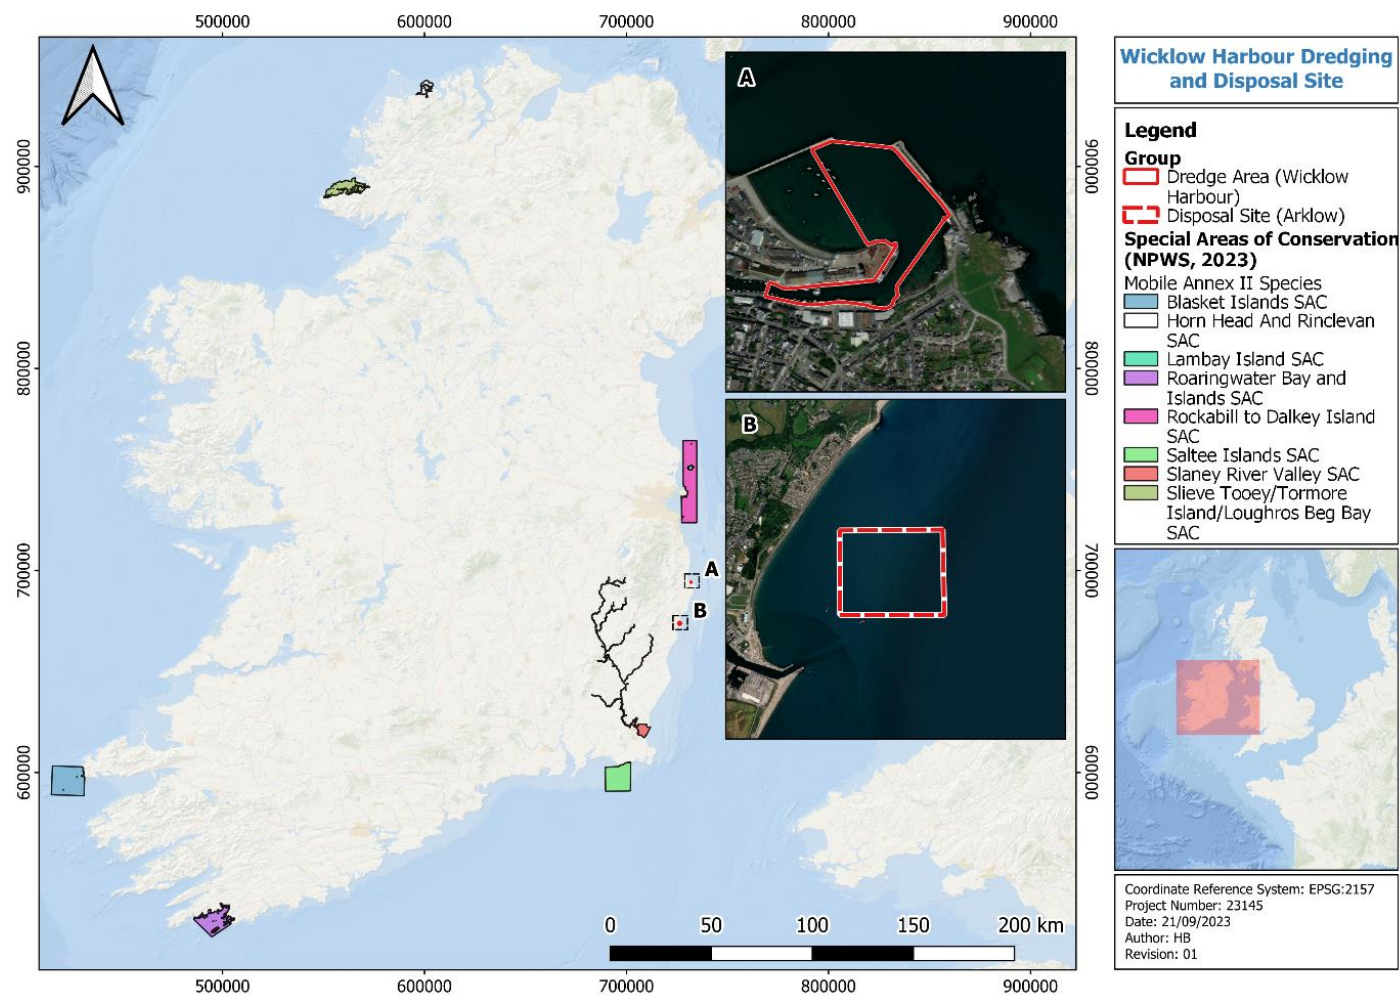 500000 600000 700000 800000 900000
Wicklow Harbour Dredging
and Disposal Site
Legend
Group
Dredge Area (Wicklow
Harbour)
Disposal Site (Arklow)
Special Areas of Conservation
(NPWS, 2023)
Mobile Annex II Species
Blasket Islands SAC
Horn Head And Rinclevan
SAC
Lambay Island SAC
Roaringwater Bay and
Islands SAC
Rockabill to Dalkey Island
SAC
Saltee Islands SAC
Slaney River Valley SAC
Slieve Tooey/Tormore
Island/Loughros Beg Bay
SAC
A
B
A
B
900000
800000
700000
600000
900000
800000
700000
600000
0 50 100 150 200 km
500000 600000 700000 800000 900000
Coordinate Reference System: EPSG:2157
Project Number: 23145
Date: 21/09/2023
Author: HB
Revision: 01